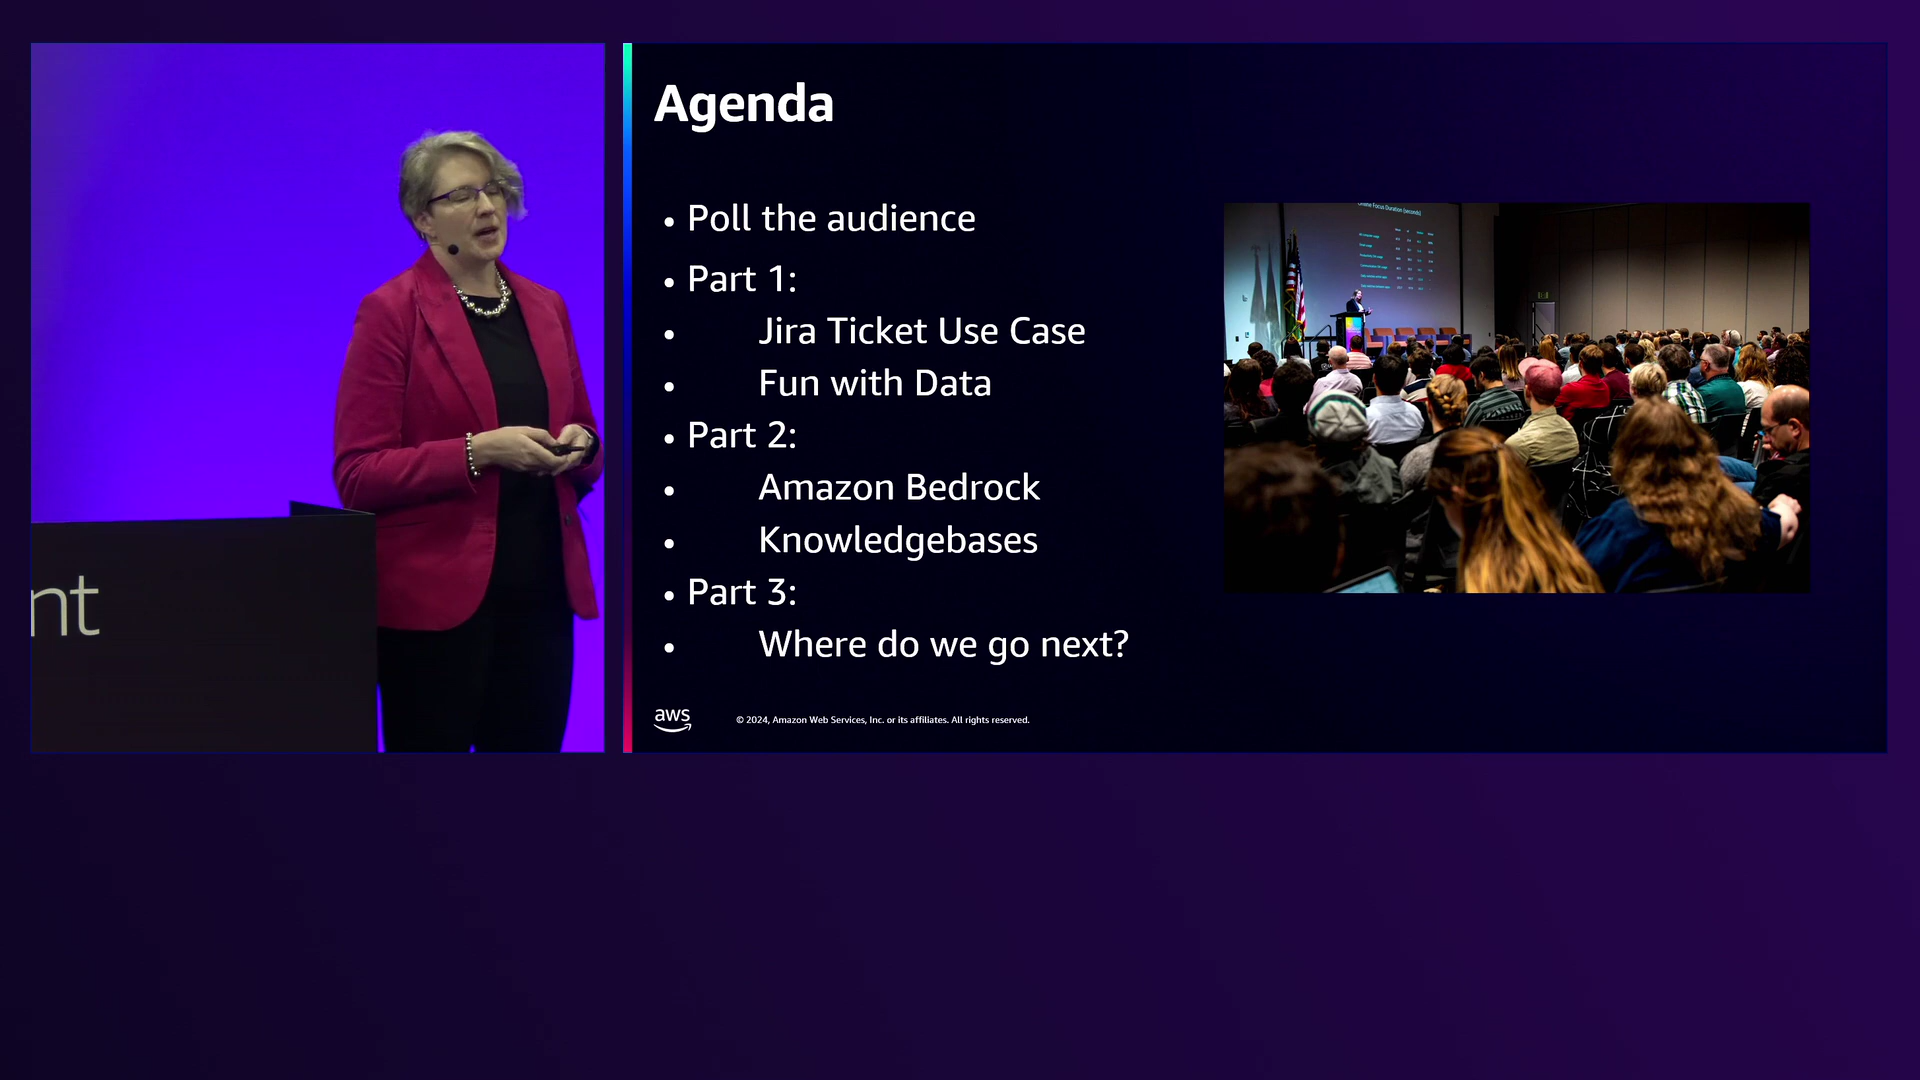 Agenda
• Poll the audience
• Part 1:
• Jira Ticket Use Case
• Fun with Data
• Part 2:
• Amazon Bedrock
• Knowledgebases
• Part 3:
• Where do we go next?
aws
© 2024, Amazon Web Services, Inc. or its affiliates. All rights reserved.
nt